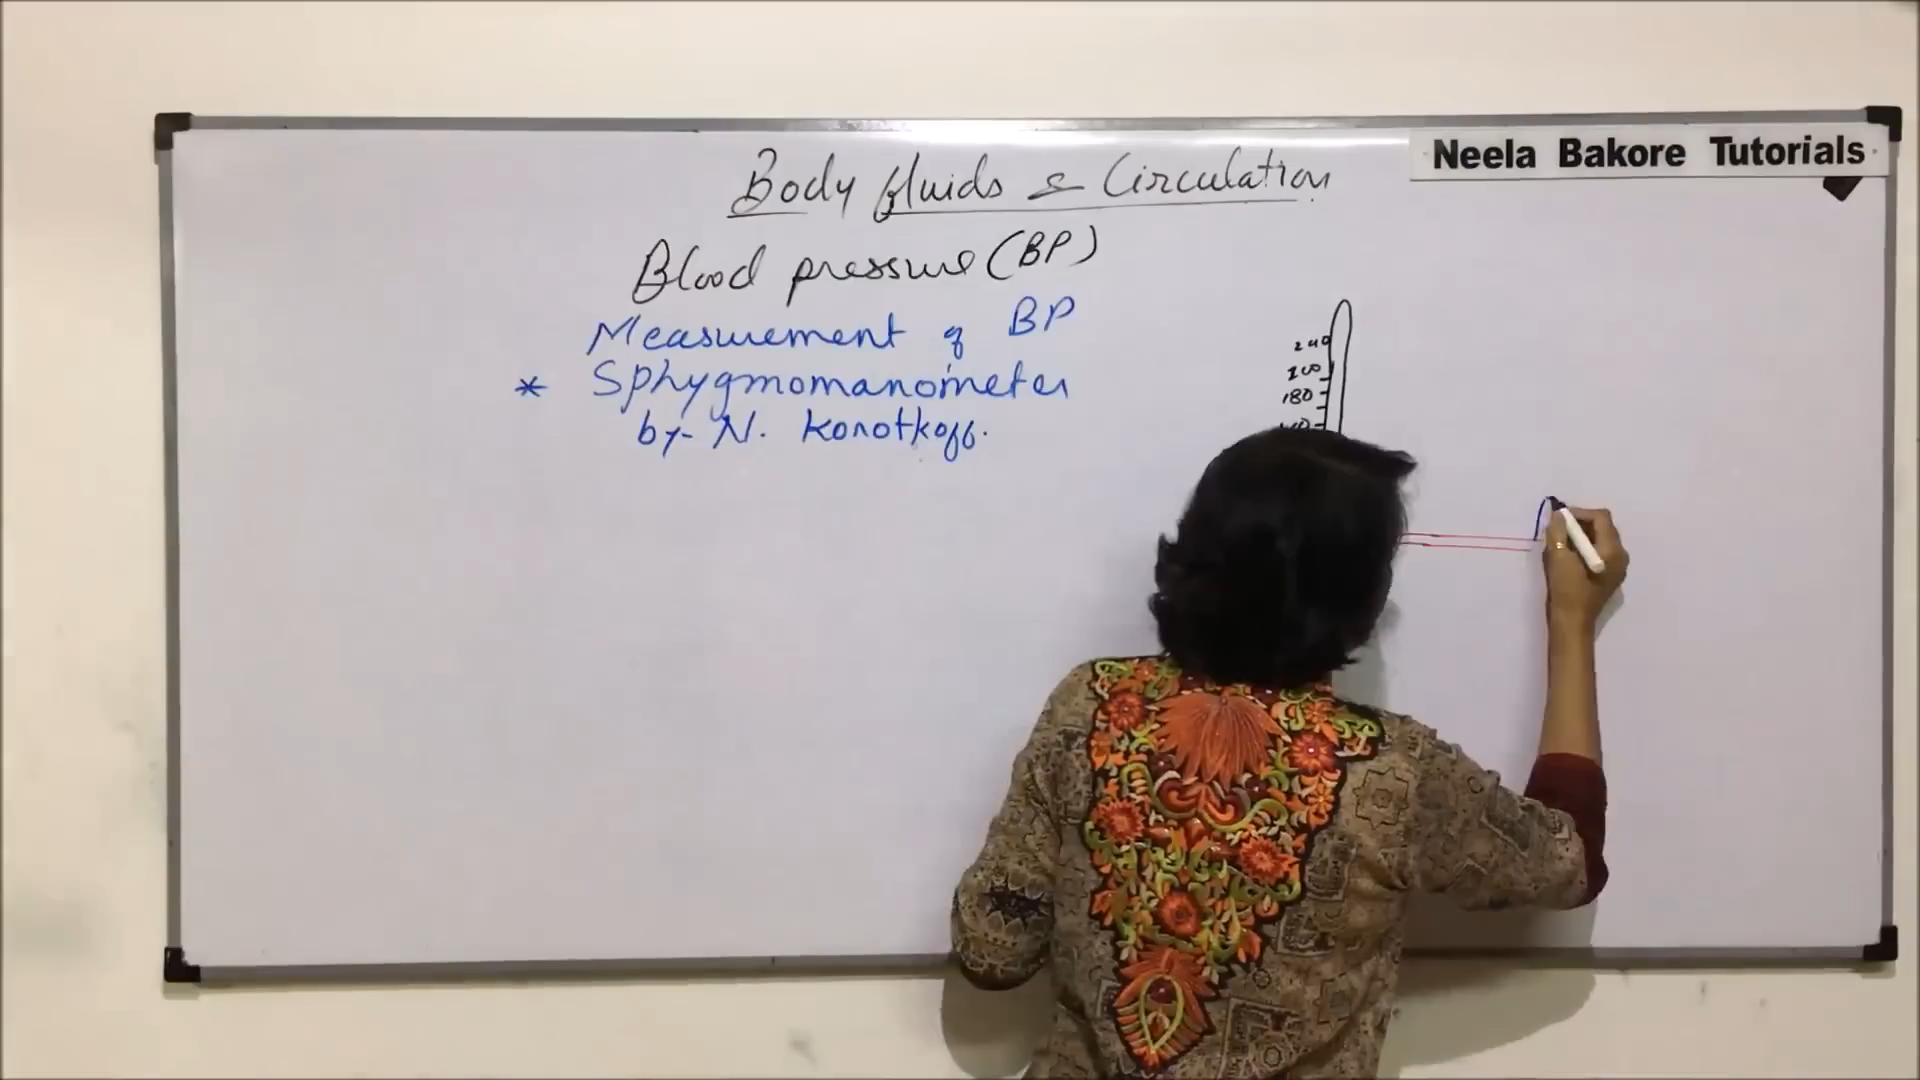 Neela Bakore Tutorials
Body fluids & Circulation
Blood pressure (BP)
Measurement of BP
* Sphygmomanometer
by- N. Korotkoff.
240
200
180